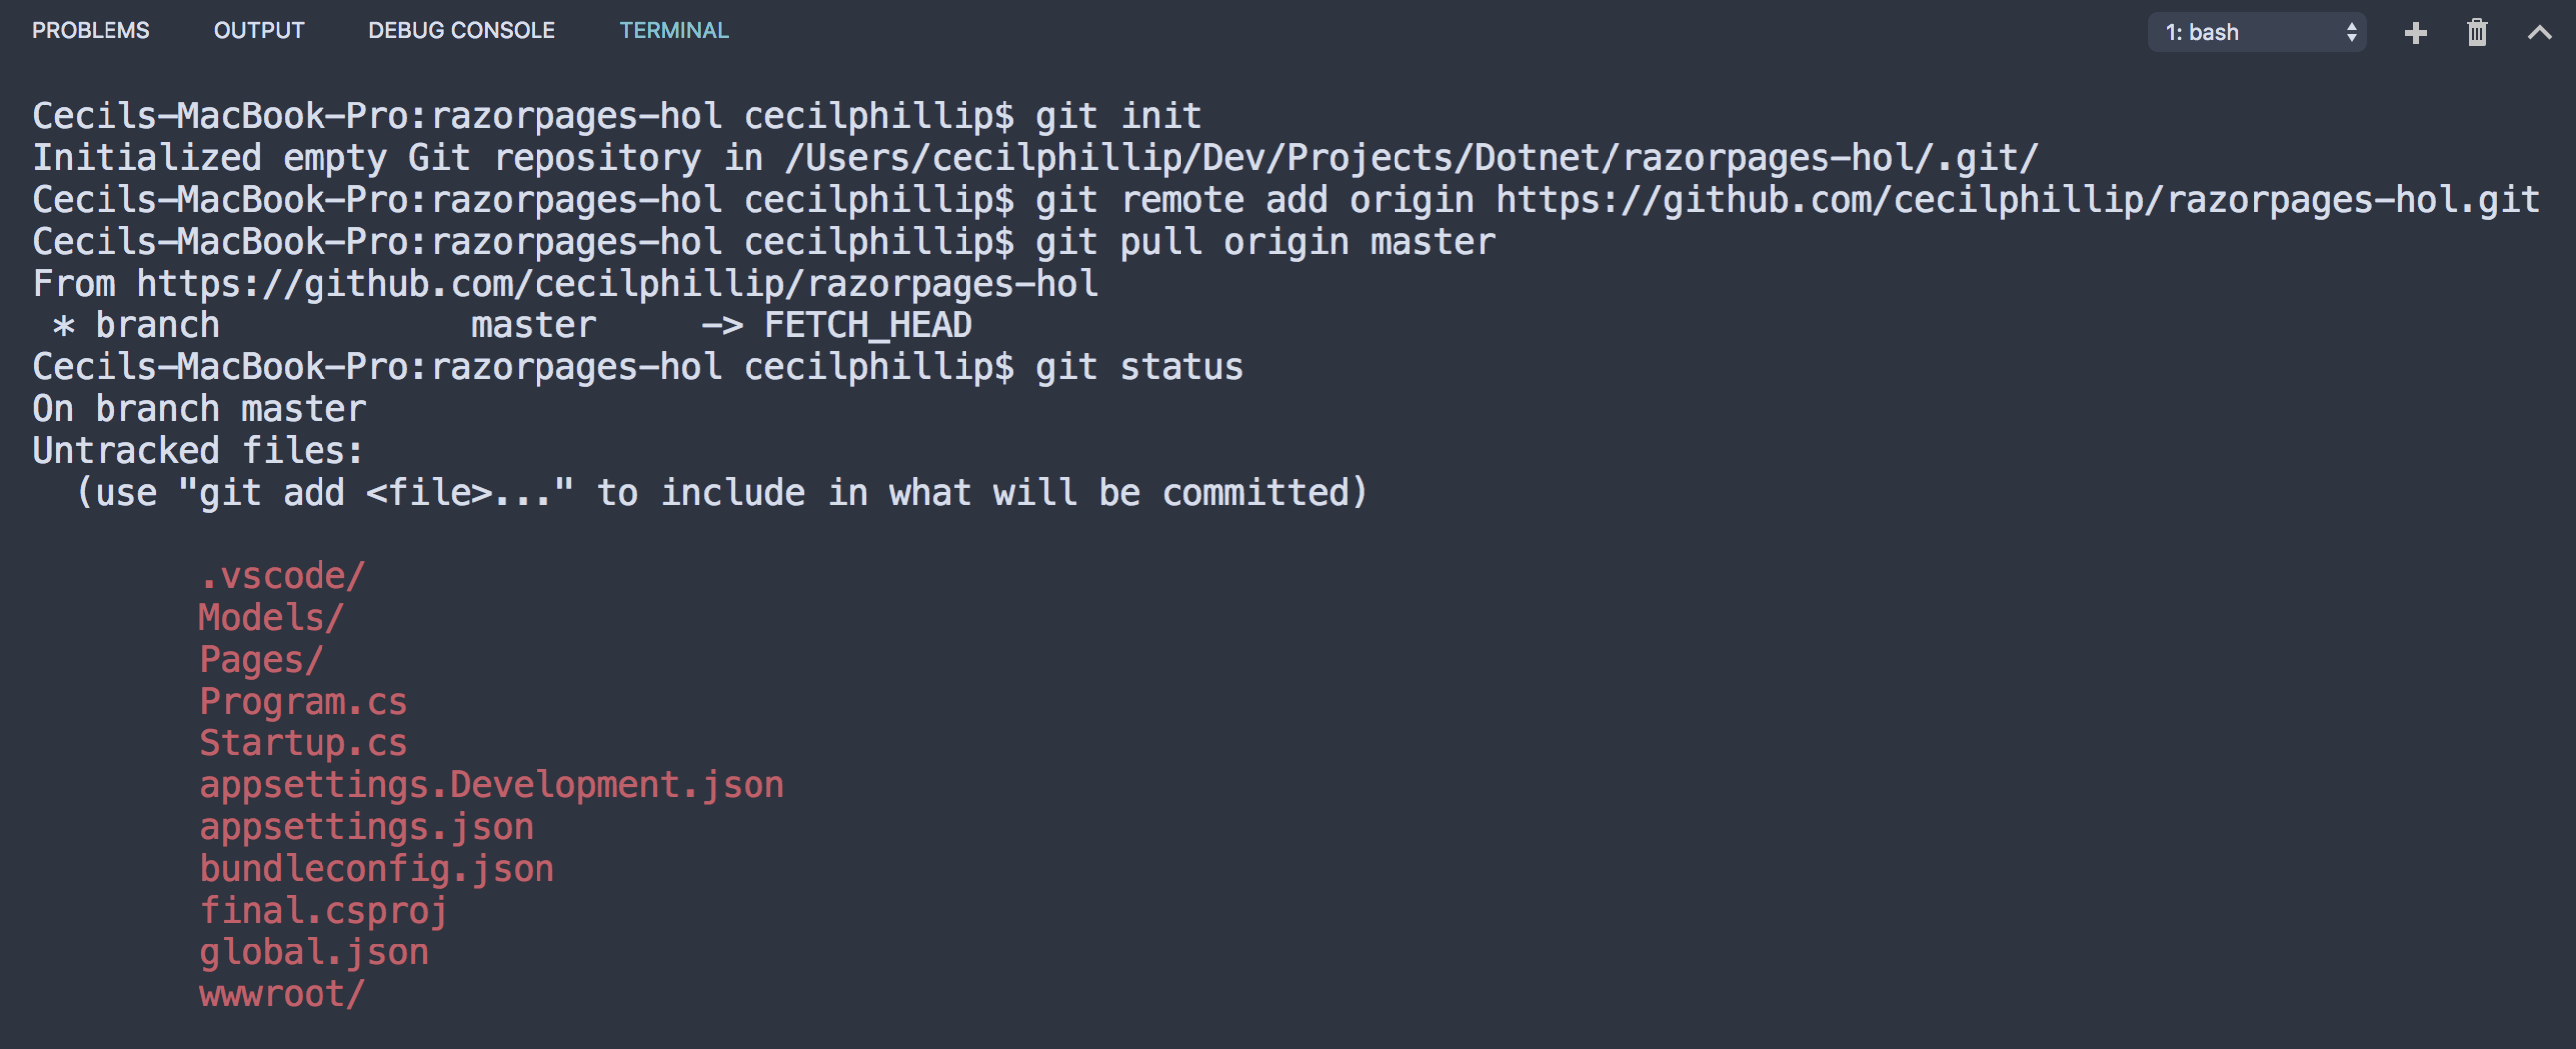 PROBLEMS OUTPUT DEBUG CONSOLE TERMINAL 1: bash
Cecils-MacBook-Pro:razorpages-hol cecilphillip$ git init
Initialized empty Git repository in /Users/cecilphillip/Dev/Projects/Dotnet/razorpages-hol/.git/
Cecils-MacBook-Pro:razorpages-hol cecilphillip$ git remote add origin https://github.com/cecilphillip/razorpages-hol.git
Cecils-MacBook-Pro:razorpages-hol cecilphillip$ git pull origin master
From https://github.com/cecilphillip/razorpages-hol
 * branch            master     -> FETCH_HEAD
Cecils-MacBook-Pro:razorpages-hol cecilphillip$ git status
On branch master
Untracked files:
  (use "git add <file>..." to include in what will be committed)
        .vscode/
        Models/
        Pages/
        Program.cs
        Startup.cs
        appsettings.Development.json
        appsettings.json
        bundleconfig.json
        final.csproj
        global.json
        wwwroot/